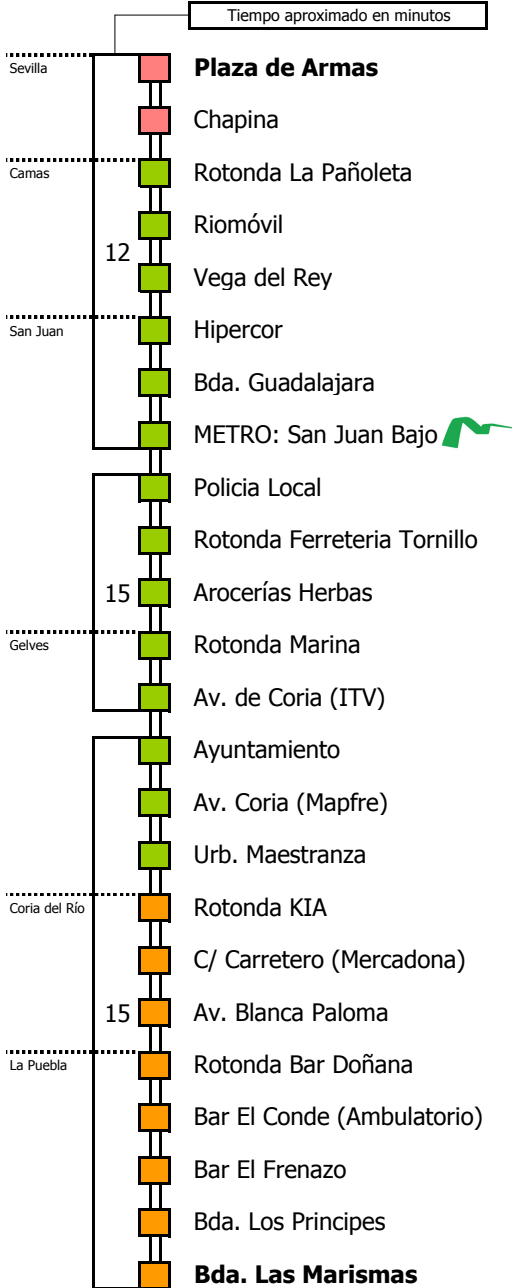 Tiempo aproximado en minutos
Sevilla
Plaza de Armas
Chapina
Camas
Rotonda La Pañoleta
Riomóvil
12
Vega del Rey
San Juan
Hipercor
Bda. Guadalajara
METRO: San Juan Bajo
Policia Local
Rotonda Ferreteria Tornillo
15
Arocerías Herbas
Gelves
Rotonda Marina
Av. de Coria (ITV)
Ayuntamiento
Av. Coria (Mapfre)
Urb. Maestranza
Coria del Río
Rotonda KIA
C/ Carretero (Mercadona)
15
Av. Blanca Paloma
La Puebla
Rotonda Bar Doñana
Bar El Conde (Ambulatorio)
Bar El Frenazo
Bda. Los Principes
Bda. Las Marismas